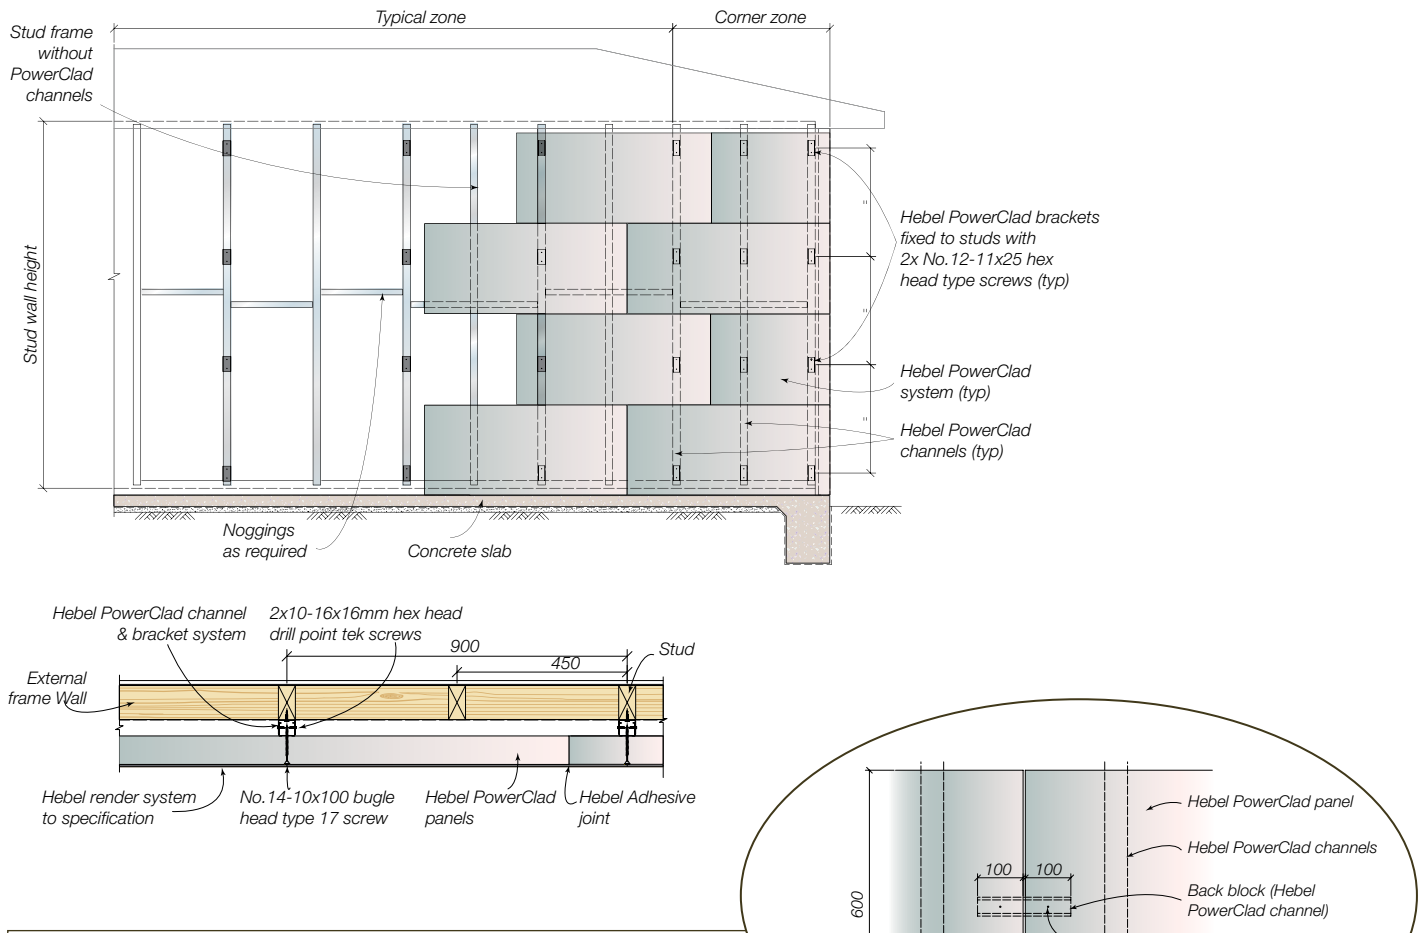 Typical zone
Corner zone
Stud frame
without
PowerClad
channels
Stud wall height
=
=
=
Hebel PowerClad brackets
fixed to studs with
2x No.12-11x25 hex
head type screws (typ)
Hebel PowerClad
system (typ)
Hebel PowerClad
channels (typ)
Noggings
as required
Concrete slab
Hebel PowerClad channel
& bracket system
2x10-16x16mm hex head
drill point tek screws
900
450
Stud
External
frame Wall
Hebel render system
to specification
No.14-10x100 bugle
head type 17 screw
Hebel PowerClad
panels
Hebel Adhesive
joint
Hebel PowerClad panel
Hebel PowerClad channels
100
100
Back block (Hebel
PowerClad channel)
600